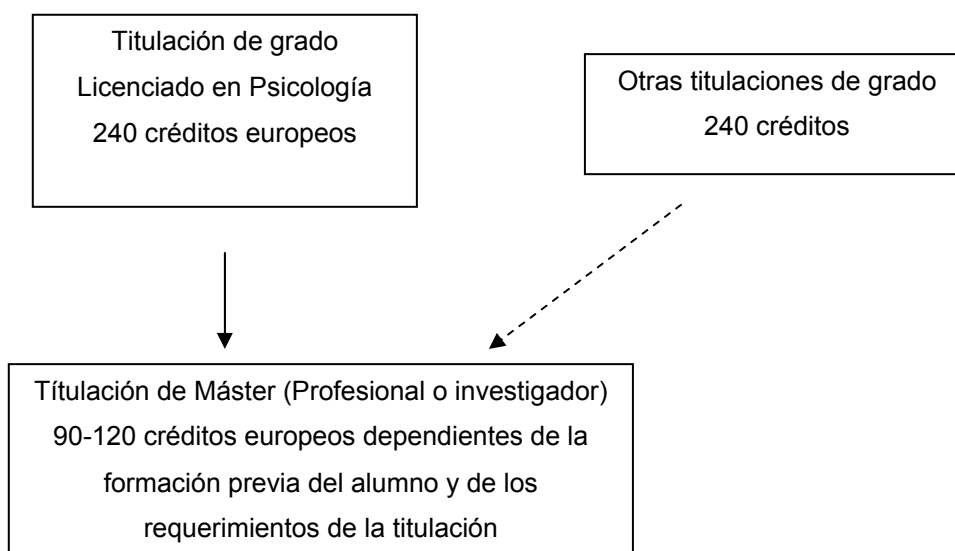 Titulación de grado
Licenciado en Psicología
240 créditos europeos
Otras titulaciones de grado
240 créditos
Títulación de Máster (Profesional o investigador)
90-120 créditos europeos dependientes de la
formación previa del alumno y de los
requerimientos de la titulación